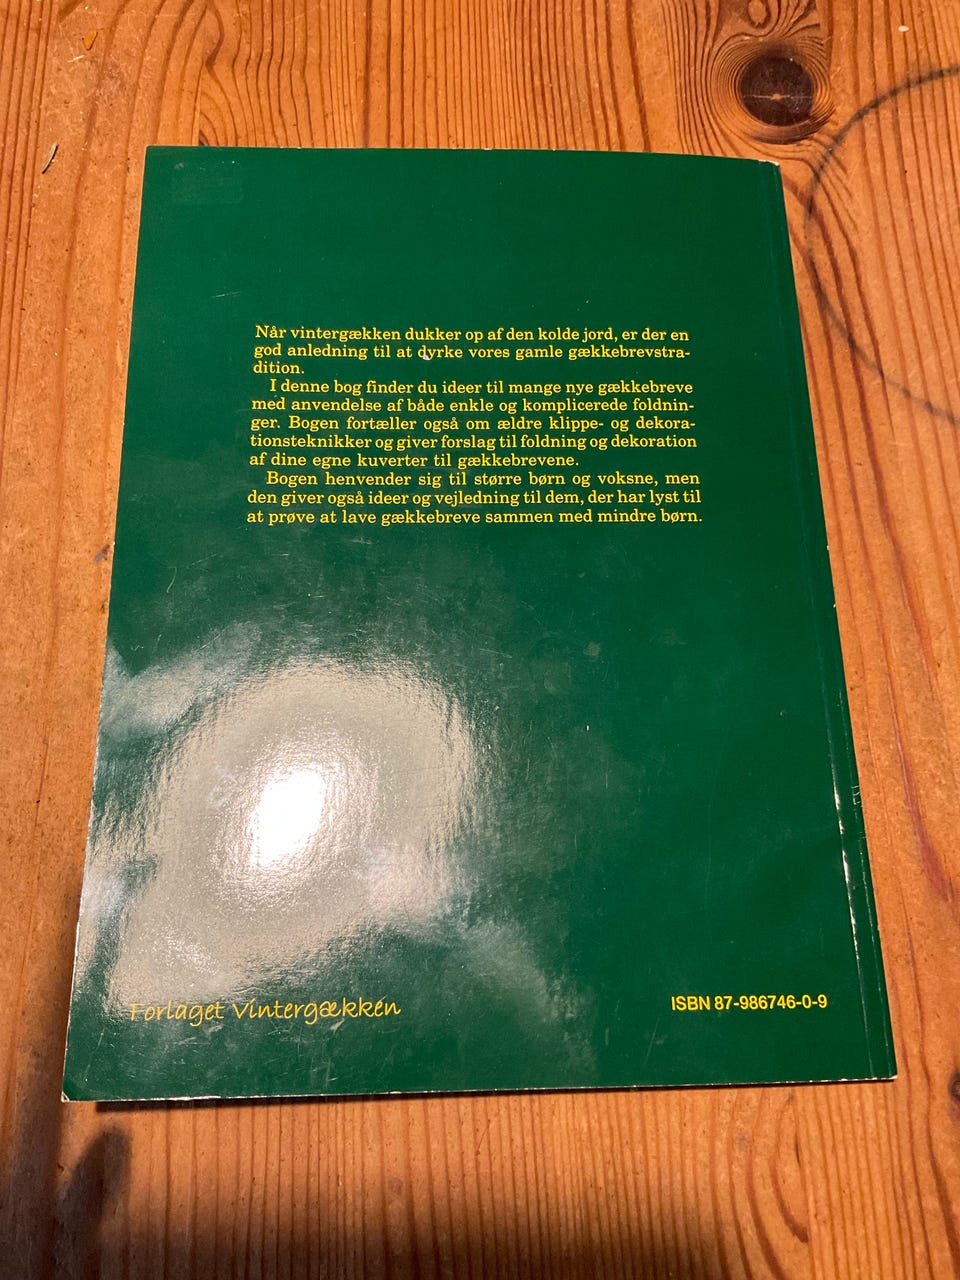 Når vintergækken dukker op af den kolde jord, er der en
god anledning til at dyrke vores gamle gækkebrevstra-
dition.
I denne bog finder du ideer til mange nye gækkebreve
med anvendelse af både enkle og komplicerede foldnin-
ger. Bogen fortæller også om ældre klippe- og dekora-
tionsteknikker og giver forslag til foldning og dekoration
af dine egne kuverter til gækkebrevene.
Bogen henvender sig til større børn og voksne, men
den giver også ideer og vejledning til dem, der har lyst til
at prøve at lave gækkebreve sammen med mindre børn.
Forlaget Vintergækken
ISBN 87-986746-0-9